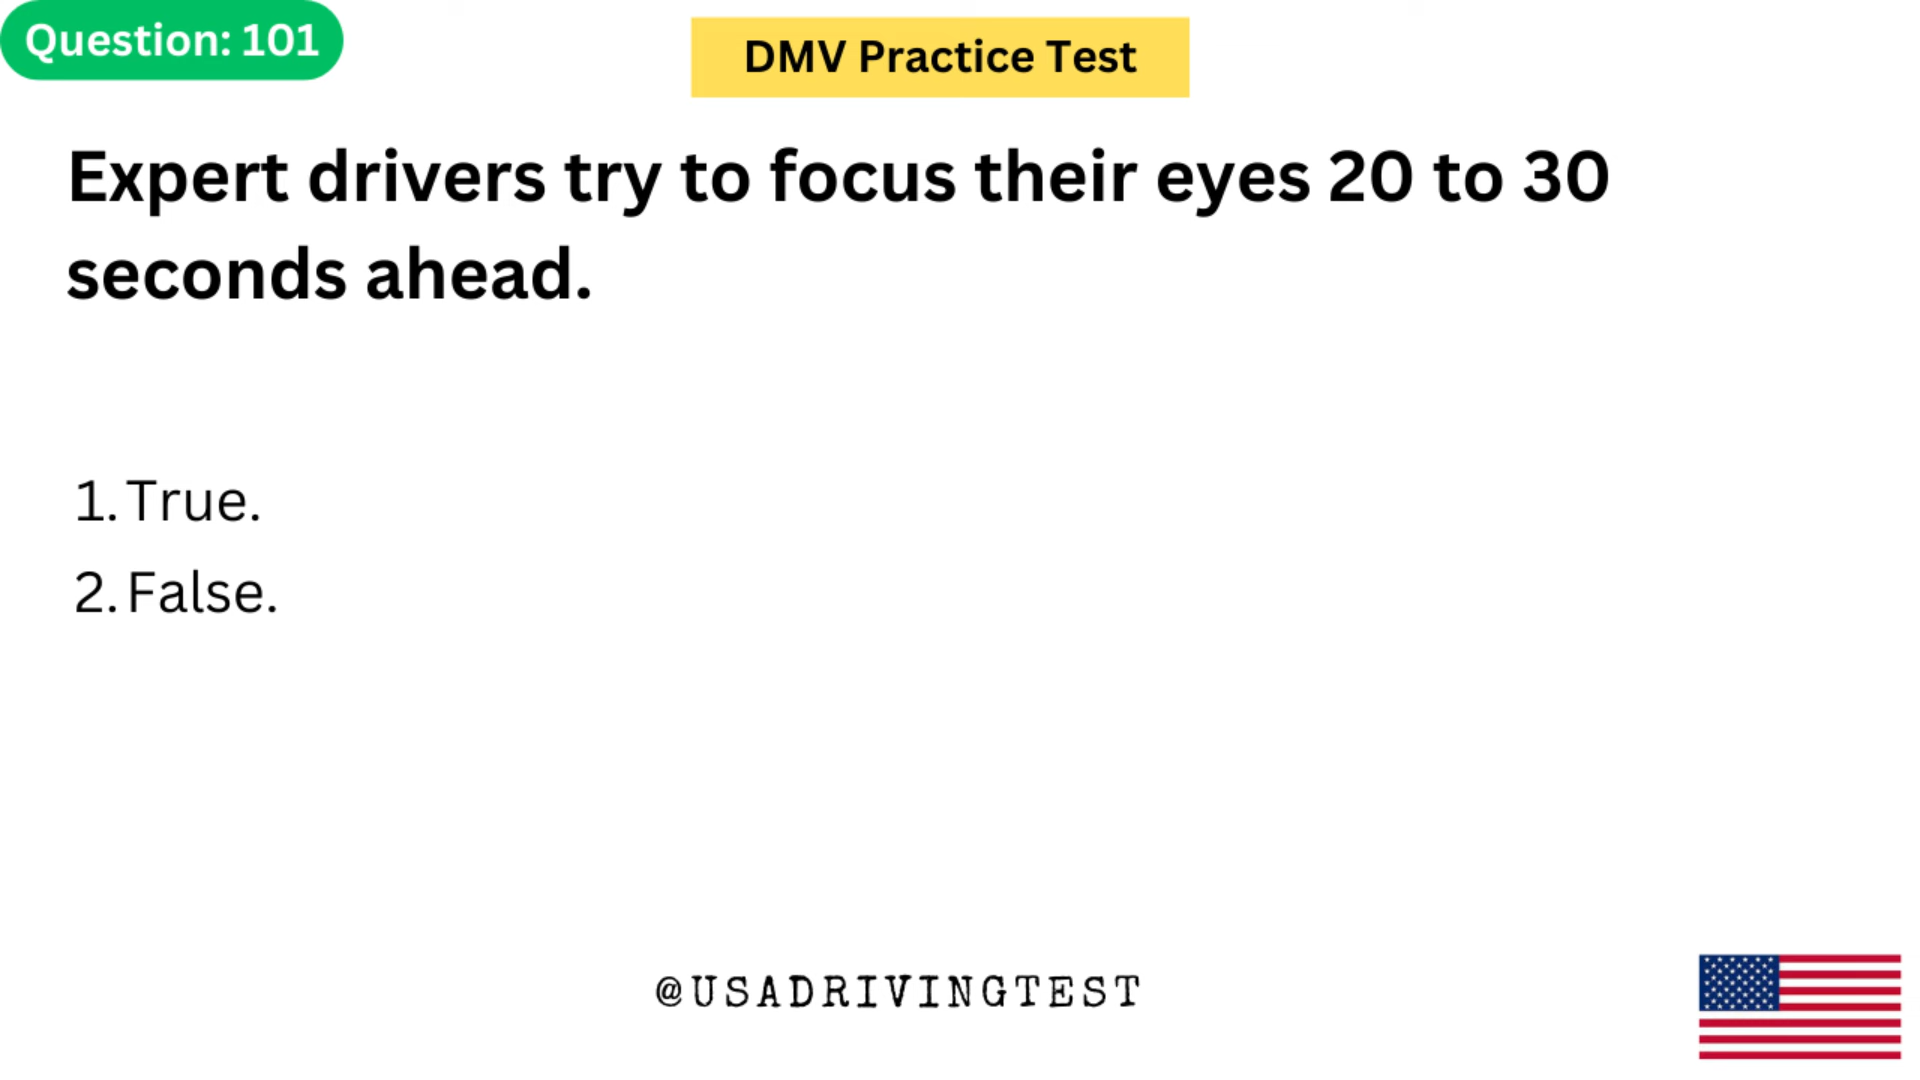 Question: 101
DMV Practice Test
Expert drivers try to focus their eyes 20 to 30
seconds ahead.
1. True.
2. False.
@USADRIVINGTEST